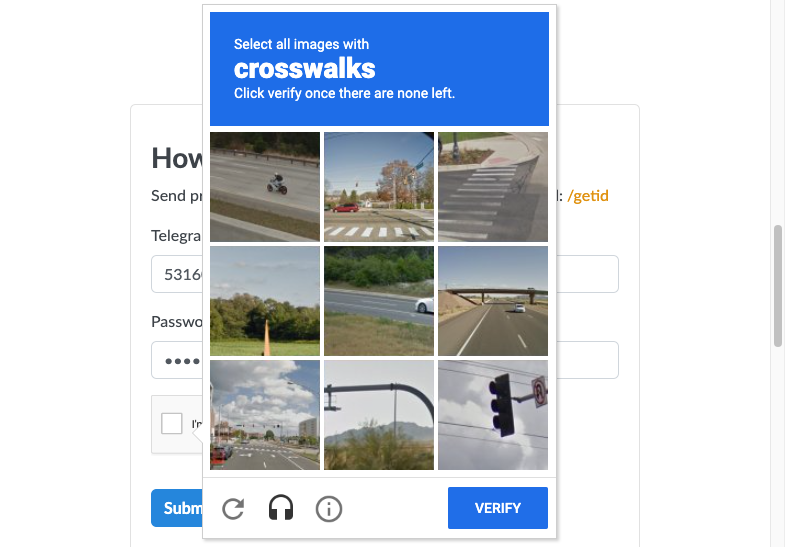 Select all images with
crosswalks
Click verify once there are none left.
How
Send pr
: /getid
Telegra
5316
Passwo
I'm
Subm
VERIFY